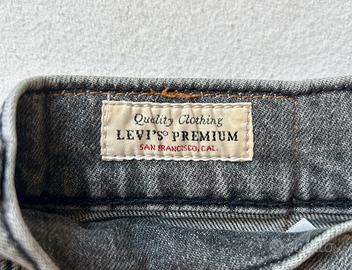 Quality Clothing
LEVI'S® PREMIUM
SAN FRANCISCO, CAL.